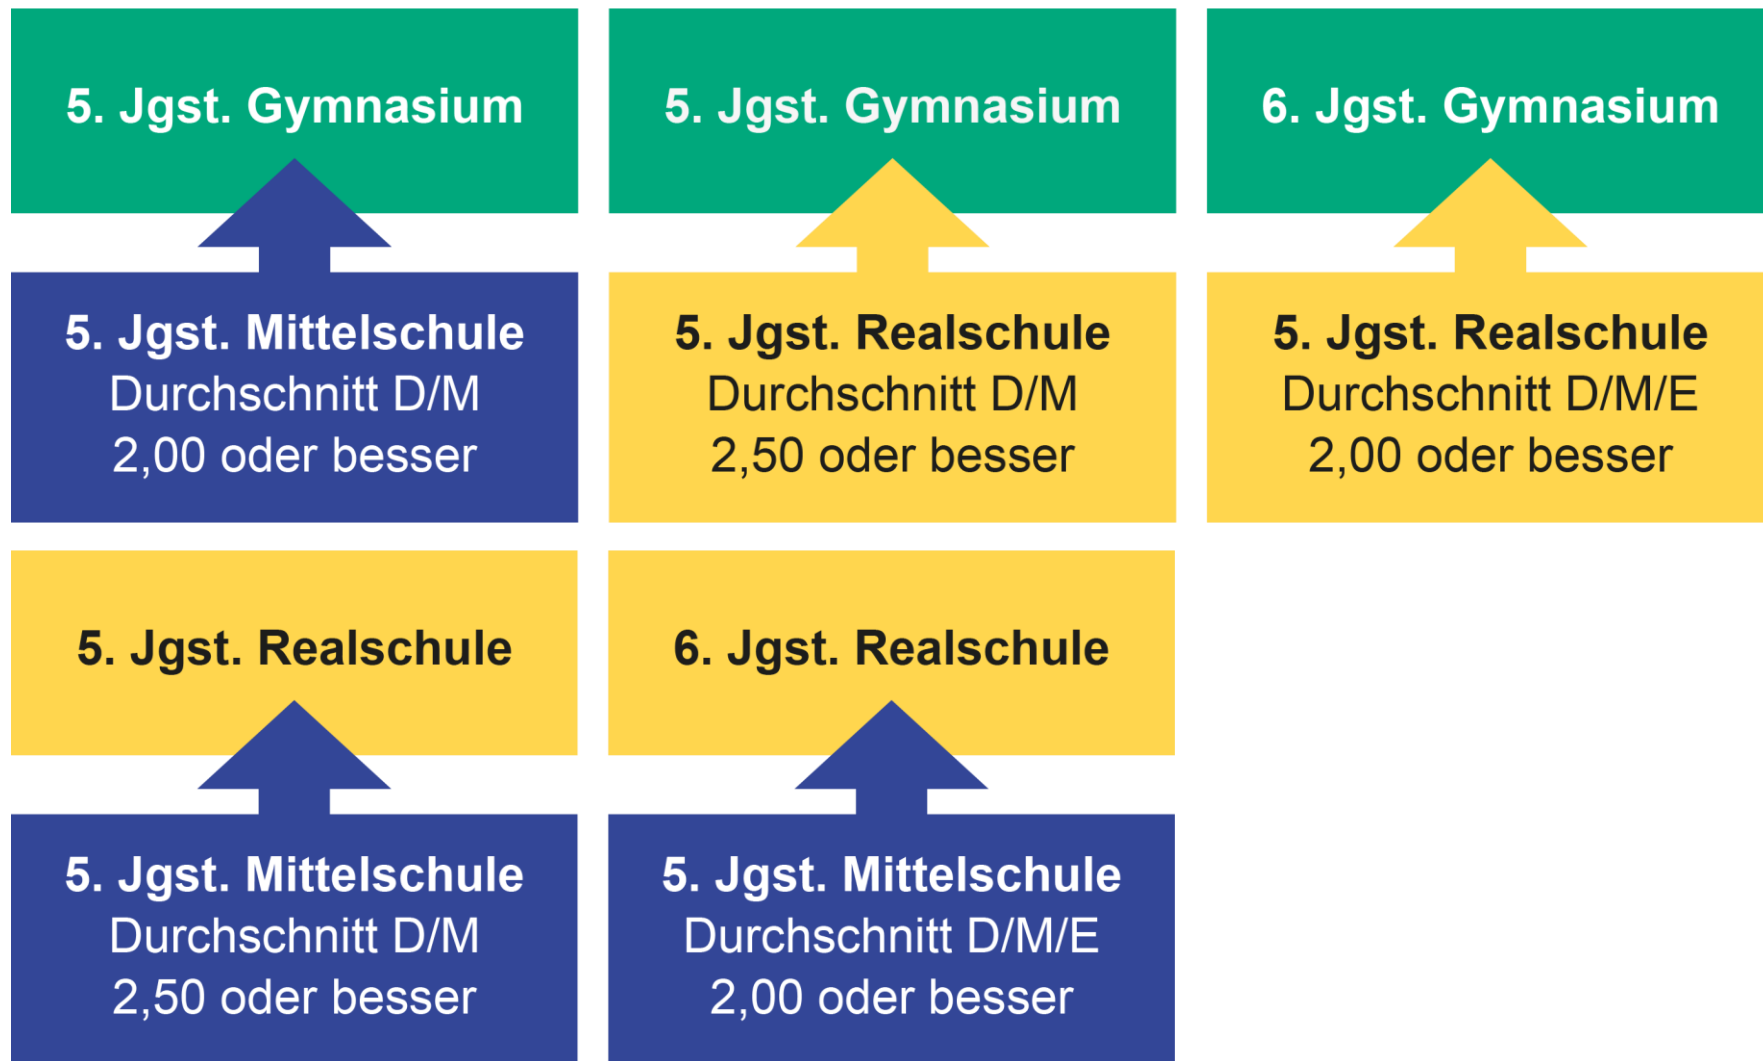 5. Jgst. Gymnasium
5. Jgst. Mittelschule
Durchschnitt D/M
2,00 oder besser
5. Jgst. Gymnasium
5. Jgst. Realschule
Durchschnitt D/M
2,50 oder besser
6. Jgst. Gymnasium
5. Jgst. Realschule
Durchschnitt D/M/E
2,00 oder besser
5. Jgst. Realschule
5. Jgst. Mittelschule
Durchschnitt D/M
2,50 oder besser
6. Jgst. Realschule
5. Jgst. Mittelschule
Durchschnitt D/M/E
2,00 oder besser